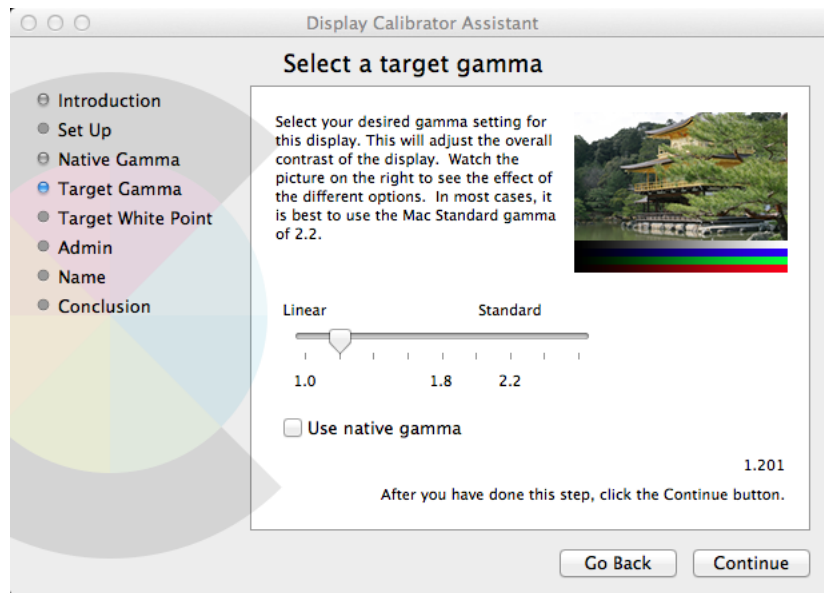 Display Calibrator Assistant
Select a target gamma
Introduction
Set Up
Native Gamma
Target Gamma
Target White Point
Admin
Name
Conclusion
Select your desired gamma setting for
this display. This will adjust the overall
contrast of the display. Watch the
picture on the right to see the effect of
the different options. In most cases, it
is best to use the Mac Standard gamma
of 2.2.
Linear Standard
1.0 1.8 2.2
Use native gamma
1.201
After you have done this step, click the Continue button.
Go Back Continue